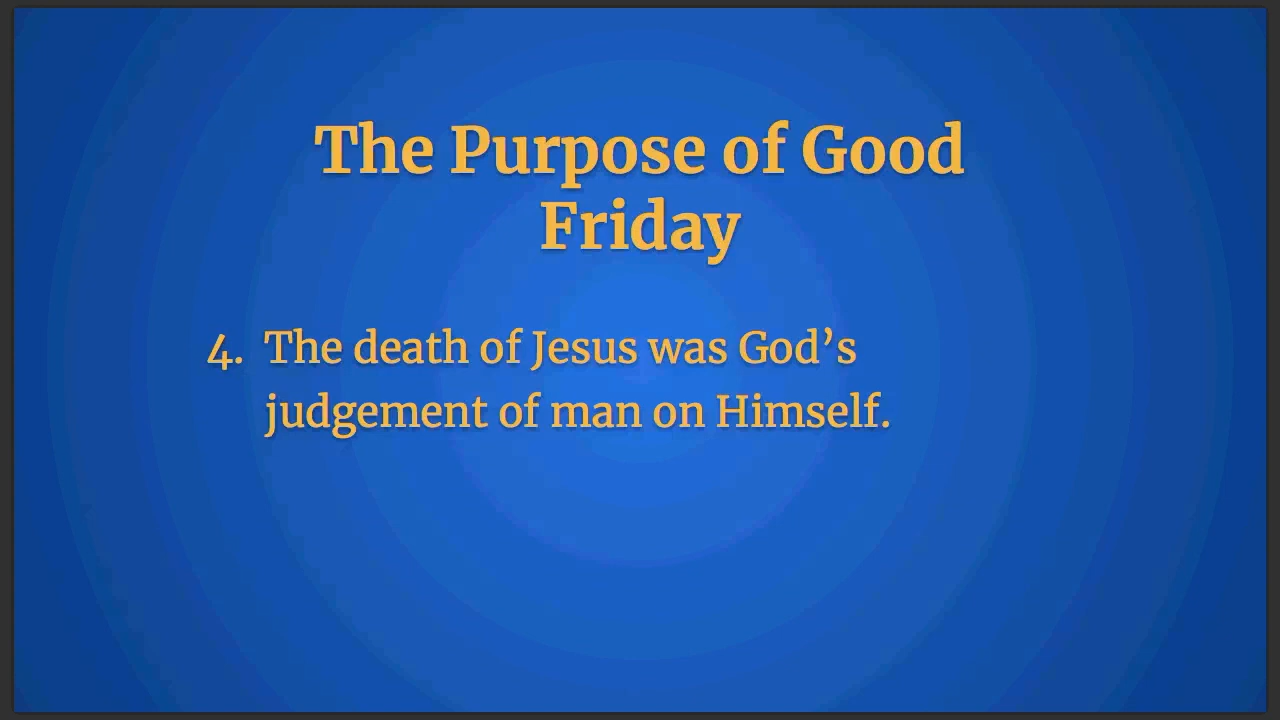 The Purpose of Good
Friday
4. The death of Jesus was God’s
judgement of man on Himself.